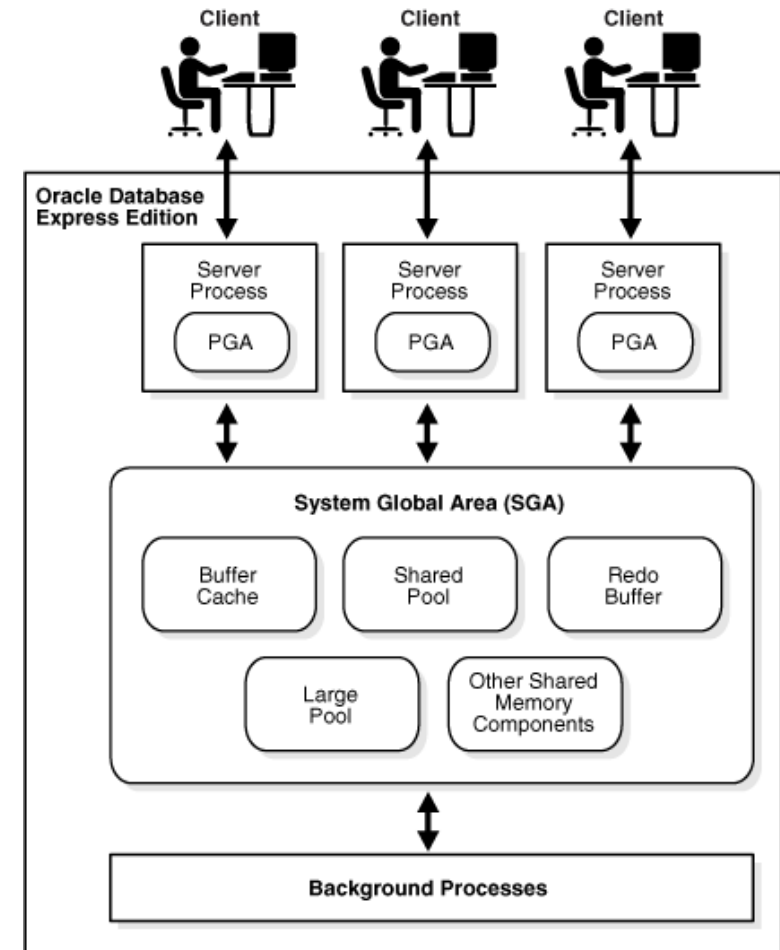 Client
Client
Client
Oracle Database
Express Edition
Server
Process
PGA
Server
Process
PGA
Server
Process
PGA
System Global Area (SGA)
Buffer
Cache
Shared
Pool
Redo
Buffer
Large
Pool
Other Shared
Memory
Components
Background Processes